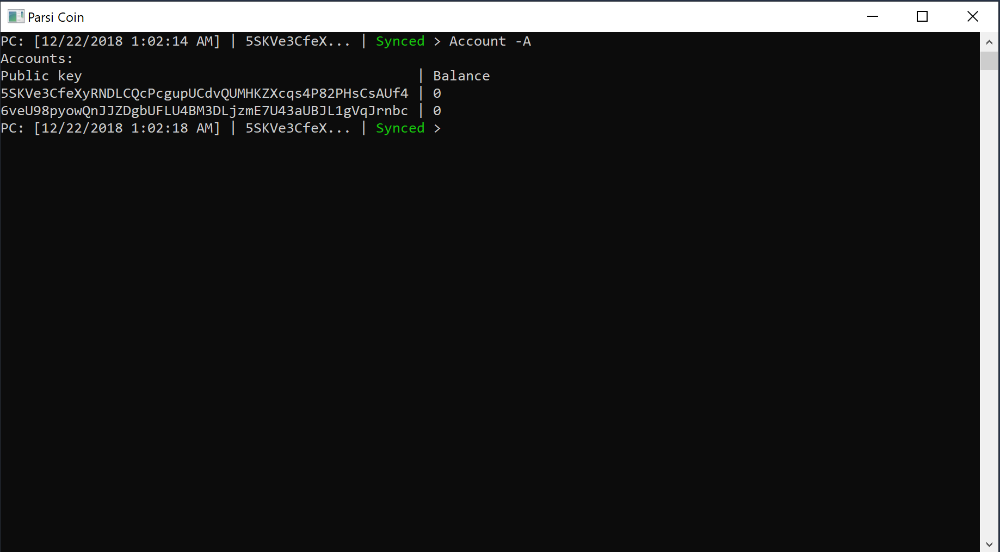 Parsi Coin
PC: [12/22/2018 1:02:14 AM] | 5SKVe3CfeX... | Synced > Account -A
Accounts:
Public key | Balance
5SKVe3CfeXyRNDLCQcPcgupUCdvQUMHKZXcqs4P82PHsCsAUf4 | 0
6veU98pyowQnJJZDgbUFLU4BM3DLjzmE7U43aUBJL1gVqJrnbc | 0
PC: [12/22/2018 1:02:18 AM] | 5SKVe3CfeX... | Synced >